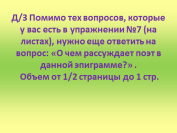 Д/З Помимо тех вопросов, которые
у вас есть в упражнении №7 (на
листах), нужно еще ответить на
вопрос: «О чем рассуждает поэт в
данной эпиграмме?» .
Объем от 1/2 страницы до 1 стр.